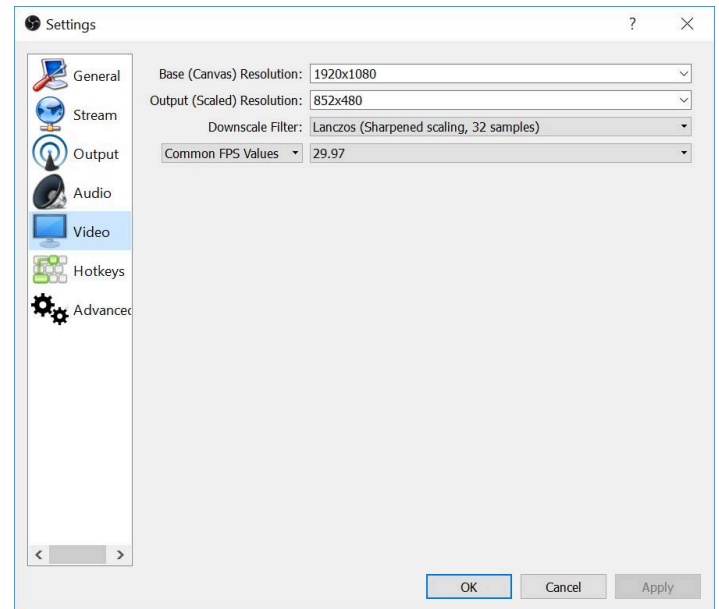 Settings
?
General
Stream
Output
Audio
Video
Hotkeys
Advanced
Base (Canvas) Resolution: 1920x1080
Output (Scaled) Resolution: 852x480
Downscale Filter: Lanczos (Sharpened scaling, 32 samples)
Common FPS Values 29.97
OK Cancel Apply